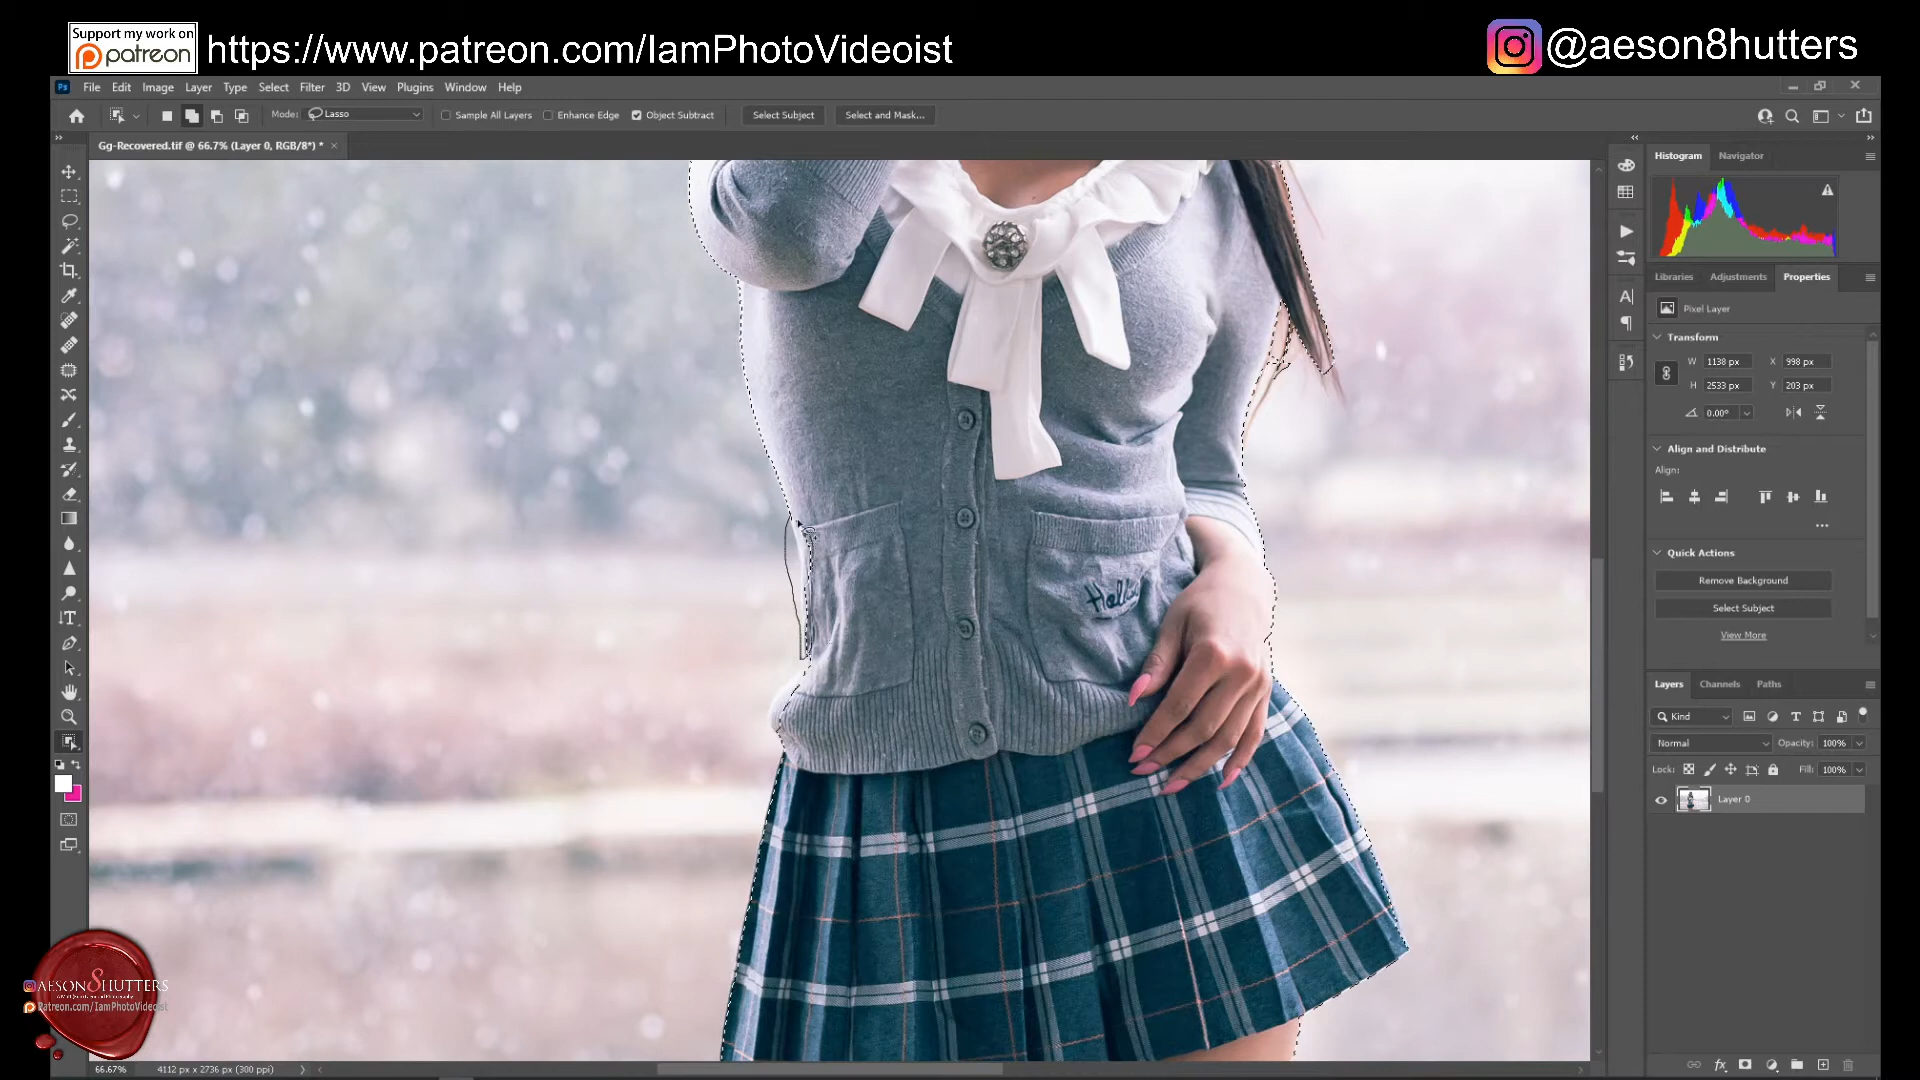 Support my work on
patreon
https://www.patreon.com/IamPhotoVideoist
@aeson8hutters
Ps
File Edit Image Layer Type Select Filter 3D View Plugins Window Help
Mode: Lasso Sample All Layers Enhance Edge Object Subtract Select Subject Select and Mask...
Gg-Recovered.tif @ 66.7% (Layer 0, RGB/8*) * ×
Histogram Navigator
Libraries Adjustments Properties
Pixel Layer
Transform
W 1138 px X 998 px
H 2533 px Y 203 px
0.00°
Align and Distribute
Align:
Quick Actions
Remove Background
Select Subject
View More
Layers Channels Paths
Kind
Normal Opacity: 100%
Lock: Fill: 100%
Layer 0
AESON8HUTTERS
Patreon.com/IamPhotoVideoist
66.67% 4112 px x 2736 px (300 ppi)